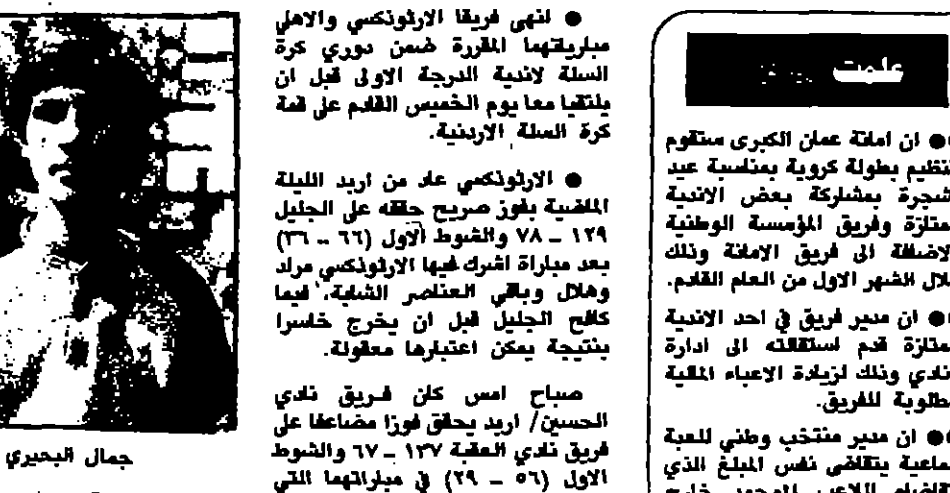 علمت
ان امانة عمان الكبرى ستقوم
تنظيم بطولة كروية بمناسبة عيد
شجرة بمشاركة بعض الاندية
متازة وفريق المؤسسة الوطنية
لاضافة الى فريق الامانة وذلك
لال الشهر الاول من العام القادم.
ان مدير فريق في احد الاندية
متازة قدم استقالته الى ادارة
نادي وذلك لزيادة الاعباء المالية
طلوبة للفريق.
ان مدير منتخب وطني للعبة
ماعية يتقاضى نفس المبلغ الذي
اللاعب خارج
● انهى فريقا الارثوذكسي والاهلي
مبارياتهما المقررة ضمن دوري كرة
السلة لاندية الدرجة الاولى قبل ان
يلتقيا معا يوم الخميس القادم على قمة
كرة السلة الاردنية.
● الارثوذكسي عاد من اربد الليلة
الماضية بفوز صريح حققه على الجليل
١٢٩ ـ ٧٨ والشوط الاول (٦٦ ـ ٣٦)
بعد مباراة اشرك فيها الارثوذكسي مراد
وهلال وباقي العناصر الشابة، فيما
كافح الجليل قبل ان يخرج خاسرا
بنتيجة يمكن اعتبارها معقولة.
صباح امس كان فريق نادي
الحسين/ اربد يحقق فوزا مضاعفا على
فريق نادي العقبة ١٣٧ ـ ٦٧ والشوط
الاول (٥٦ ـ ٢٩) في مباراتهما التي
جمال البحيري